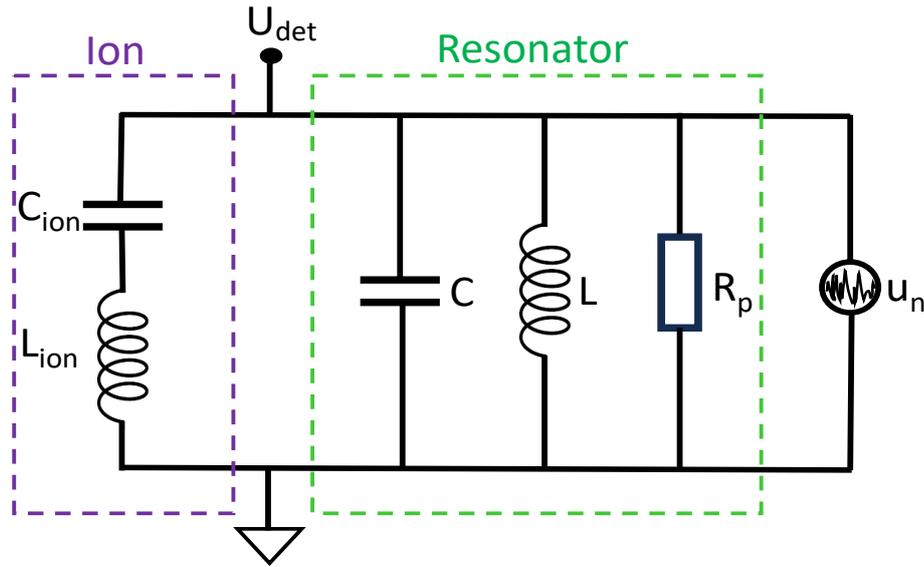 U_det
Ion
Resonator
C_ion
L_ion
C
L
R_p
u_n